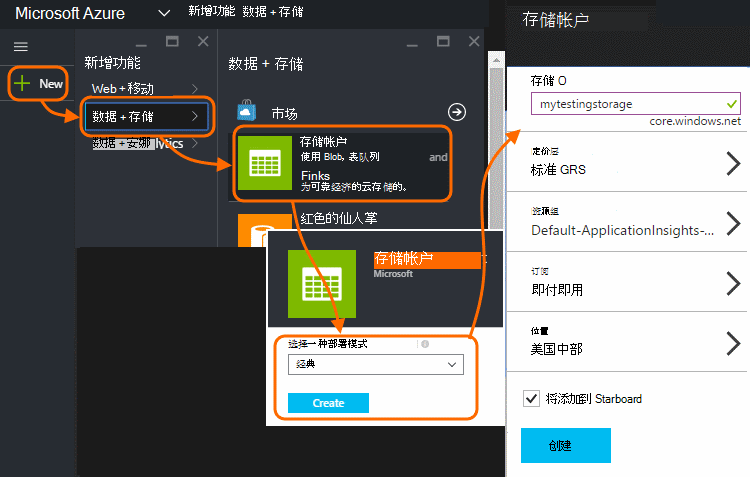 Microsoft Azure
新增功能 数据 + 存储
New
新增功能
Web + 移动
数据 + 存储
数据 + 安娜 lytics
数据 + 存储
市场
存储帐户
使用 Blob, 表队列
and
Finks
为可靠经济的云存储的。
红色的仙人掌
存储帐户
Microsoft
选择一种部署模式
经典
Create
存储帐户
存储 O
mytestingstorage
core.windows.net
定价层
标准 GRS
资源组
Default-ApplicationInsights-...
订阅
即付即用
位置
美国中部
将添加到 Starboard
创建